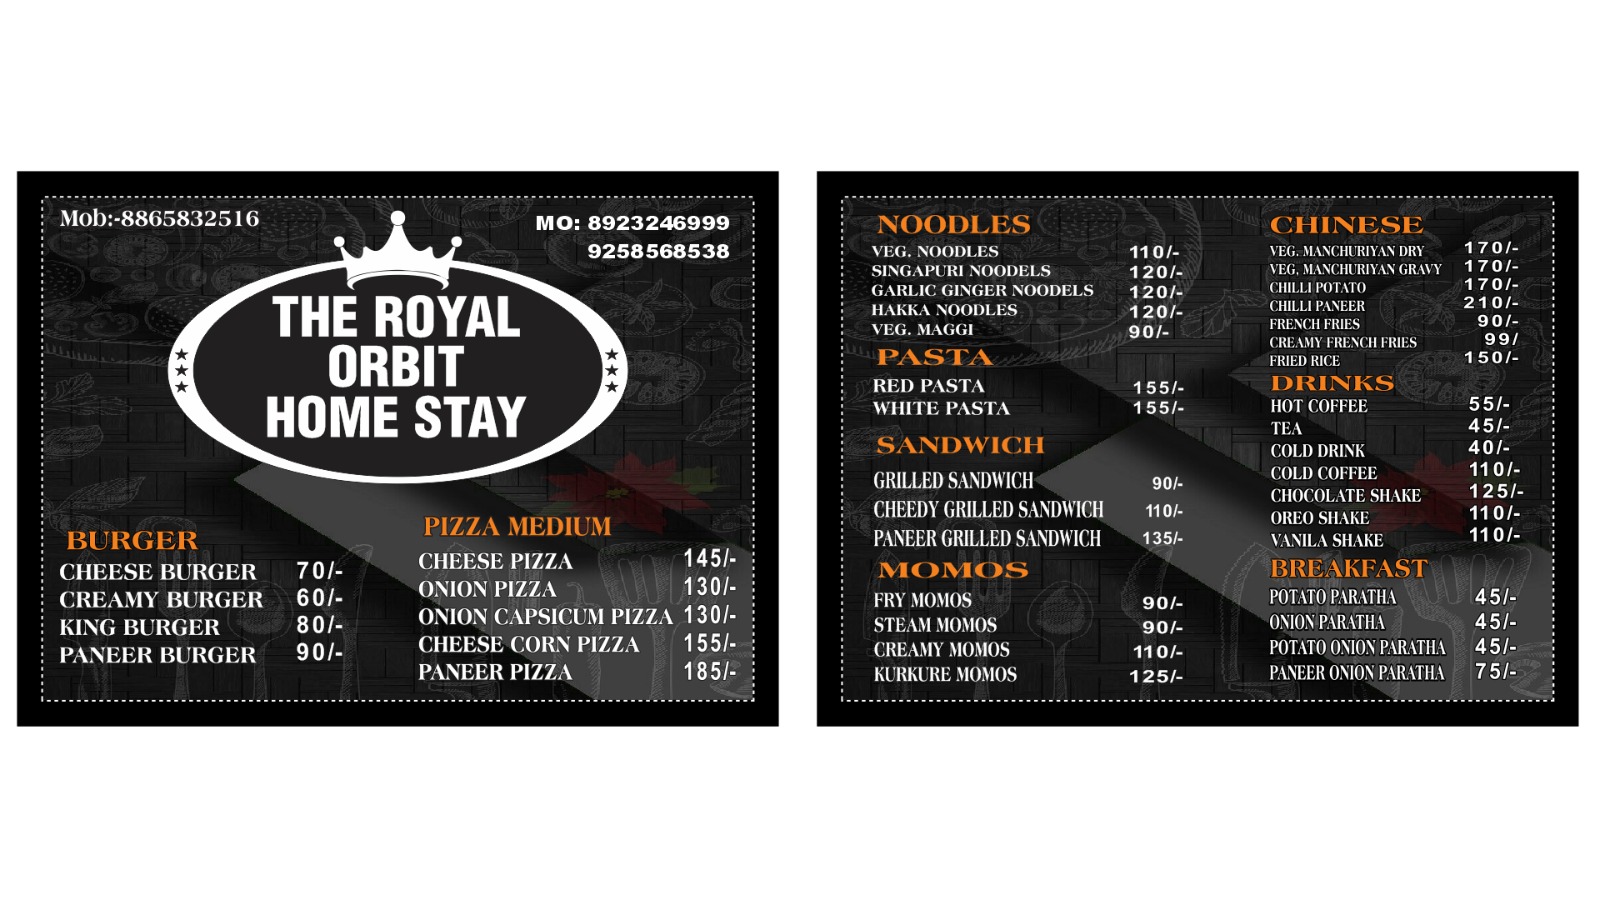 Mob:-8865832516
MO: 8923246999
9258568538
THE ROYAL
ORBIT
HOME STAY
BURGER
CHEESE BURGER 70/-
CREAMY BURGER 60/-
KING BURGER 80/-
PANEER BURGER 90/-
PIZZA MEDIUM
CHEESE PIZZA 145/-
ONION PIZZA 130/-
ONION CAPSICUM PIZZA 130/-
CHEESE CORN PIZZA 155/-
PANEER PIZZA 185/-
NOODLES
VEG. NOODLES 110/-
SINGAPURI NOODELS 120/-
GARLIC GINGER NOODELS 120/-
HAKKA NOODLES 120/-
VEG. MAGGI 90/-
PASTA
RED PASTA 155/-
WHITE PASTA 155/-
SANDWICH
GRILLED SANDWICH 90/-
CHEEDY GRILLED SANDWICH 110/-
PANEER GRILLED SANDWICH 135/-
MOMOS
FRY MOMOS 90/-
STEAM MOMOS 90/-
CREAMY MOMOS 110/-
KURKURE MOMOS 125/-
CHINESE
VEG. MANCHURIYAN DRY 170/-
VEG, MANCHURIYAN GRAVY 170/-
CHILLI POTATO 170/-
CHILLI PANEER 210/-
FRENCH FRIES 90/-
CREAMY FRENCH FRIES 99/
FRIED RICE 150/-
DRINKS
HOT COFFEE 55/-
TEA 45/-
COLD DRINK 40/-
COLD COFFEE 110/-
CHOCOLATE SHAKE 125/-
OREO SHAKE 110/-
VANILA SHAKE 110/-
BREAKFAST
POTATO PARATHA 45/-
ONION PARATHA 45/-
POTATO ONION PARATHA 45/-
PANEER ONION PARATHA 75/-